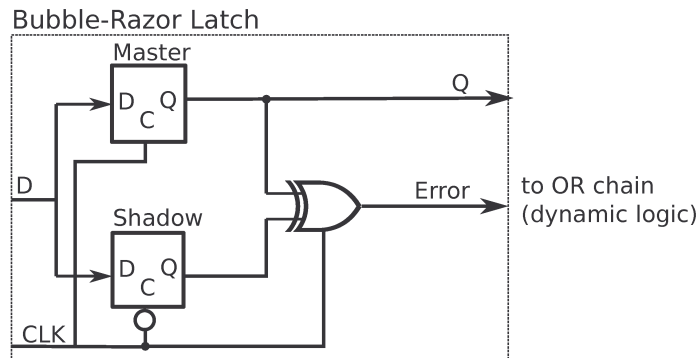 Bubble-Razor Latch
Master
D
Q
C
Q
D
Error
to OR chain
(dynamic logic)
Shadow
D
Q
C
CLK